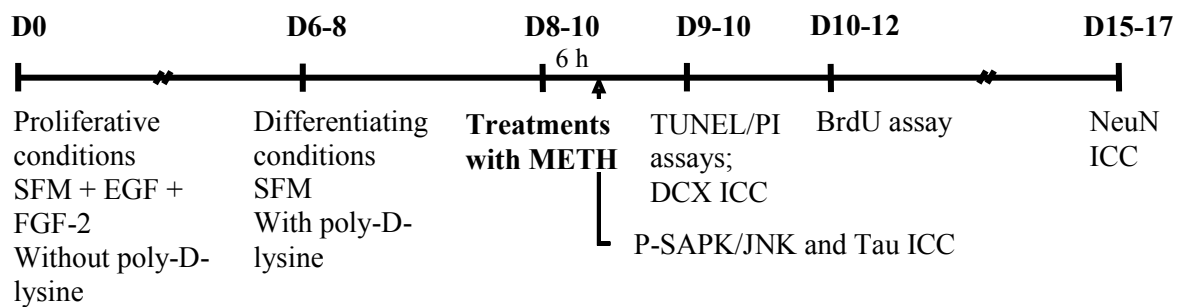 D0 D6-8 D8-10 D9-10 D10-12 D15-17
6 h
Proliferative
conditions
SFM + EGF +
FGF-2
Without poly-D-
lysine
Differentiating
conditions
SFM
With poly-D-
lysine
Treatments
with METH
TUNEL/PI
assays;
DCX ICC
BrdU assay
NeuN
ICC
P-SAPK/JNK and Tau ICC